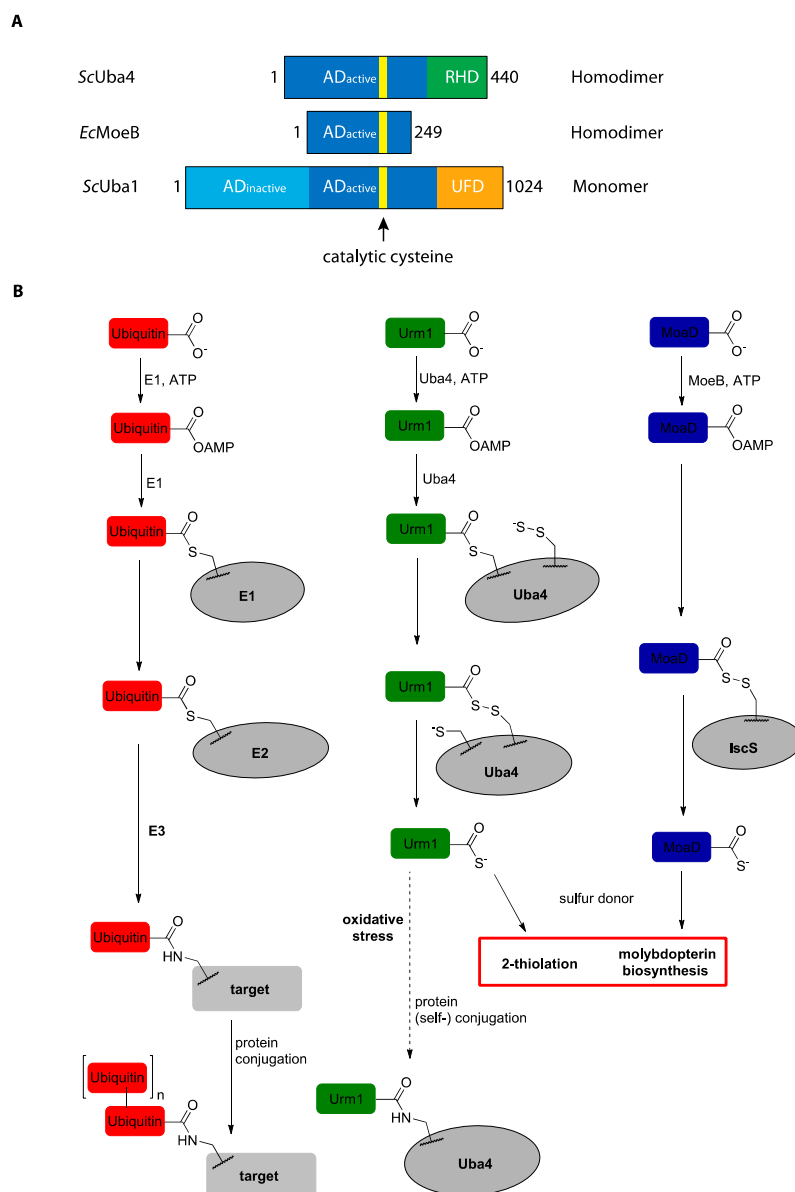 A
ScUba4 1 ADactive RHD 440 Homodimer
EcMoeB 1 ADactive 249 Homodimer
ScUba1 1 ADinactive ADactive UFD 1024 Monomer
catalytic cysteine
B
Ubiquitin O O-
E1, ATP
Ubiquitin O OAMP
E1
Ubiquitin O S
E1
Ubiquitin O S
E2
E3
Ubiquitin O HN
target
protein
conjugation
[Ubiquitin]n
Ubiquitin O HN
target
Urm1 O O-
Uba4, ATP
Urm1 O OAMP
Uba4
Urm1 O S -S S
Uba4
Urm1 O S S
-S
Uba4
Urm1 O S-
oxidative
stress
protein
(self-) conjugation
Urm1 O HN
Uba4
MoaD O O-
MoeB, ATP
MoaD O OAMP
MoaD O S S
IscS
MoaD O S-
sulfur donor
2-thiolation
molybdopterin
biosynthesis